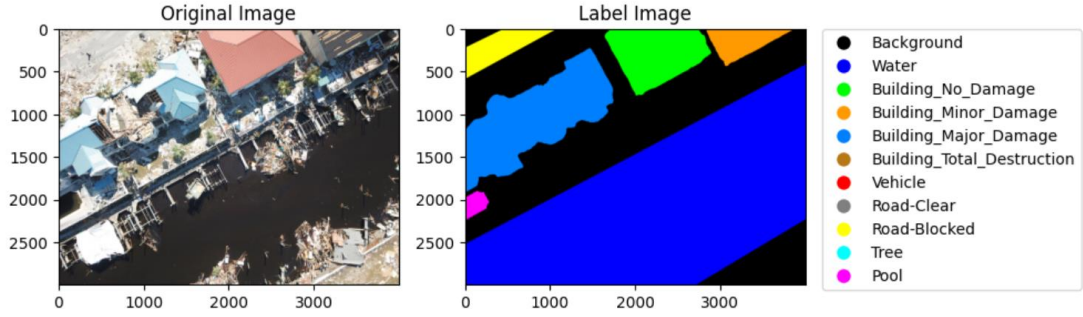 Original Image
0
500
1000
1500
2000
2500
0 1000 2000 3000
Label Image
0
500
1000
1500
2000
2500
0 1000 2000 3000
Background
Water
Building_No_Damage
Building_Minor_Damage
Building_Major_Damage
Building_Total_Destruction
Vehicle
Road-Clear
Road-Blocked
Tree
Pool